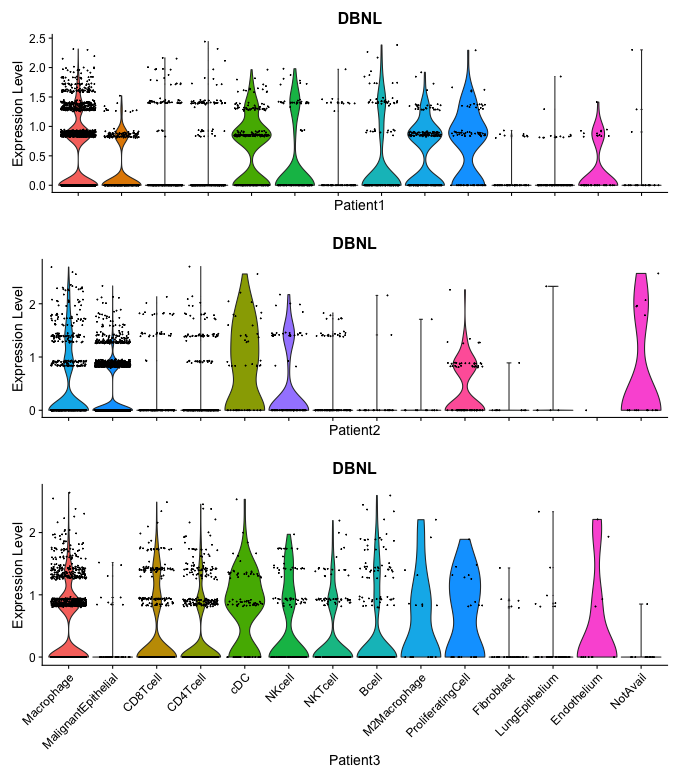 DBNL
Expression Level
2.5
2.0
1.5
1.0
0.5
0.0
Patient1
DBNL
Expression Level
2
1
0
Patient2
DBNL
Expression Level
2
1
0
Macrophage
MalignantEpithelial
CD8Tcell
CD4Tcell
cDC
NKcell
NKTcell
Bcell
M2Macrophage
ProliferatingCell
Fibroblast
LungEpithelium
Endothelium
NotAvail
Patient3